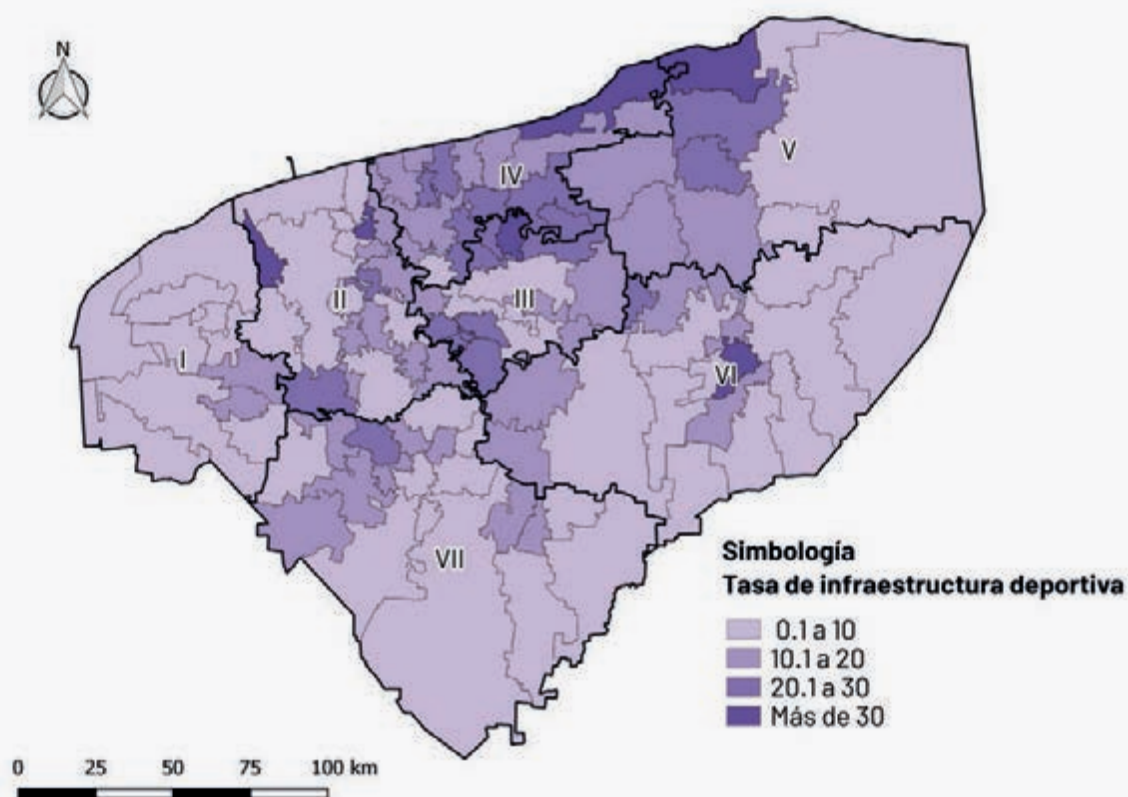 N
IV
V
II
III
I
VI
VII
Simbología
Tasa de infraestructura deportiva
0.1 a 10
10.1 a 20
20.1 a 30
Más de 30
0 25 50 75 100 km